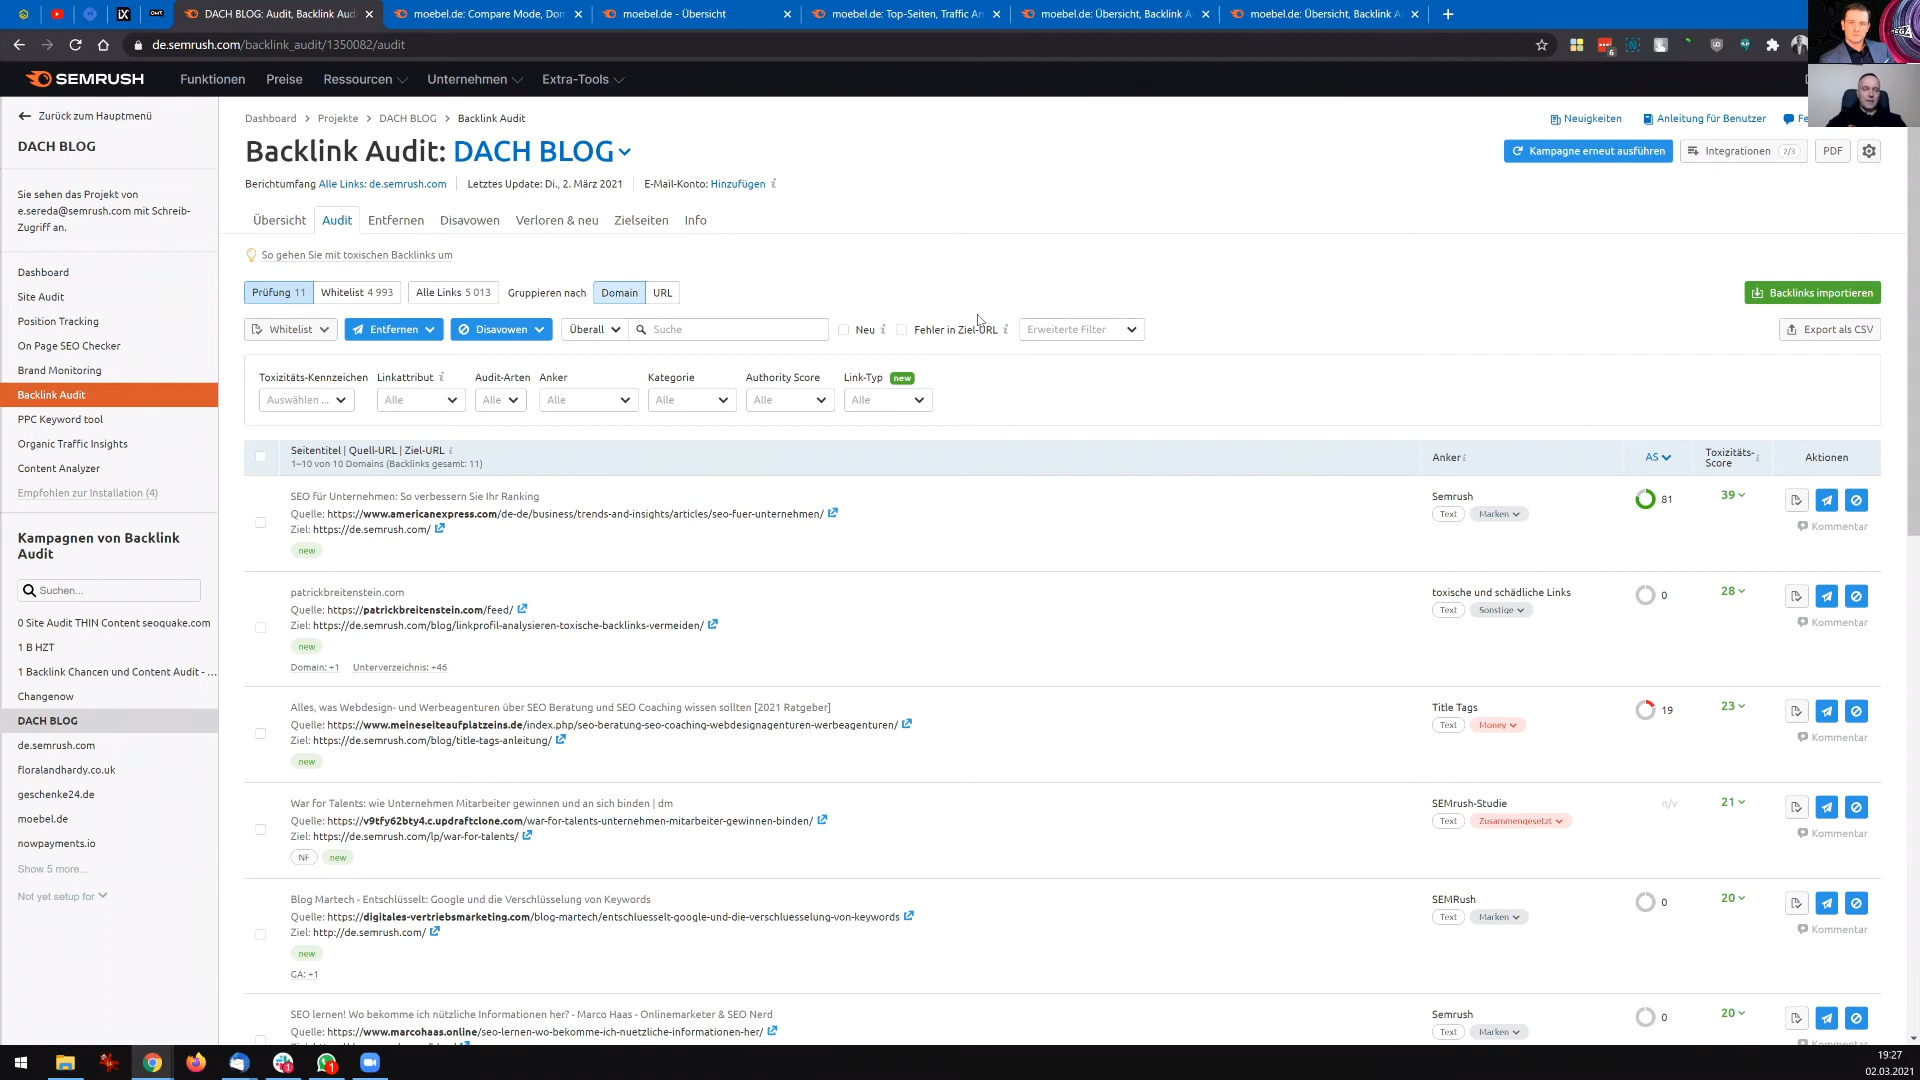 DACH BLOG: Audit, Backlink Aud
moebel.de: Compare Mode, Dom
moebel.de - Übersicht
moebel.de: Top-Seiten, Traffic An
moebel.de: Übersicht, Backlink A
moebel.de: Übersicht, Backlink A
de.semrush.com/backlink_audit/1350082/audit
SEMRUSH
Funktionen
Preise
Ressourcen
Unternehmen
Extra-Tools
Zurück zum Hauptmenü
DACH BLOG
Sie sehen das Projekt von
e.sereda@semrush.com mit Schreib-
Zugriff an.
Dashboard
Site Audit
Position Tracking
On Page SEO Checker
Brand Monitoring
Backlink Audit
PPC Keyword tool
Organic Traffic Insights
Content Analyzer
Empfohlen zur Installation (4)
Kampagnen von Backlink
Audit
Suchen...
0 Site Audit THIN Content seoquake.com
1 B HZT
1 Backlink Chancen und Content Audit - ...
Changenow
DACH BLOG
de.semrush.com
floralandhardy.co.uk
geschenke24.de
moebel.de
nowpayments.io
Show 5 more...
Not yet setup for
Dashboard > Projekte > DACH BLOG > Backlink Audit
Neuigkeiten
Anleitung für Benutzer
Backlink Audit: DACH BLOG
Kampagne erneut ausführen
Integrationen 2/3
PDF
Berichtumfang Alle Links: de.semrush.com
Letztes Update: Di., 2. März 2021
E-Mail-Konto: Hinzufügen
Übersicht
Audit
Entfernen
Disavowen
Verloren & neu
Zielseiten
Info
So gehen Sie mit toxischen Backlinks um
Prüfung 11
Whitelist 4 993
Alle Links 5 013
Gruppieren nach
Domain
URL
Backlinks importieren
Whitelist
Entfernen
Disavowen
Überall
Suche
Neu
Fehler in Ziel-URL
Erweiterte Filter
Export als CSV
Toxizitäts-Kennzeichen
Linkattribut
Audit-Arten
Anker
Kategorie
Authority Score
Link-Typ new
Auswählen ...
Alle
Alle
Alle
Alle
Alle
Alle
Seitentitel | Quell-URL | Ziel-URL
1–10 von 10 Domains (Backlinks gesamt: 11)
Anker
AS
Toxizitäts-
Score
Aktionen
SEO für Unternehmen: So verbessern Sie Ihr Ranking
Quelle: https://www.americanexpress.com/de-de/business/trends-and-insights/articles/seo-fuer-unternehmen/
Ziel: https://de.semrush.com/
new
Semrush
Text
Marken
81
39
Kommentar
patrickbreitenstein.com
Quelle: https://patrickbreitenstein.com/feed/
Ziel: https://de.semrush.com/blog/linkprofil-analysieren-toxische-backlinks-vermeiden/
new
Domain: +1
Unterverzeichnis: +46
toxische und schädliche Links
Text
Sonstige
0
28
Kommentar
Alles, was Webdesign- und Werbeagenturen über SEO Beratung und SEO Coaching wissen sollten [2021 Ratgeber]
Quelle: https://www.meineseiteaufplatzeins.de/index.php/seo-beratung-seo-coaching-webdesignagenturen-werbeagenturen/
Ziel: https://de.semrush.com/blog/title-tags-anleitung/
new
Title Tags
Text
Money
19
23
Kommentar
War for Talents: wie Unternehmen Mitarbeiter gewinnen und an sich binden | dm
Quelle: https://v9tfy62bty4.c.updraftclone.com/war-for-talents-unternehmen-mitarbeiter-gewinnen-binden/
Ziel: https://de.semrush.com/lp/war-for-talents/
NF
new
SEMrush-Studie
Text
Zusammengesetzt
n/v
21
Kommentar
Blog Martech - Entschlüsselt: Google und die Verschlüsselung von Keywords
Quelle: https://digitales-vertriebsmarketing.com/blog-martech/entschluesselt-google-und-die-verschluesselung-von-keywords
Ziel: http://de.semrush.com/
new
GA: +1
SEMRush
Text
Marken
0
20
Kommentar
SEO lernen! Wo bekomme ich nützliche Informationen her? - Marco Haas - Onlinemarketer & SEO Nerd
Quelle: https://www.marcohaas.online/seo-lernen-wo-bekomme-ich-nuetzliche-informationen-her/
Semrush
Text
Marken
0
20
19:27
02.03.2021